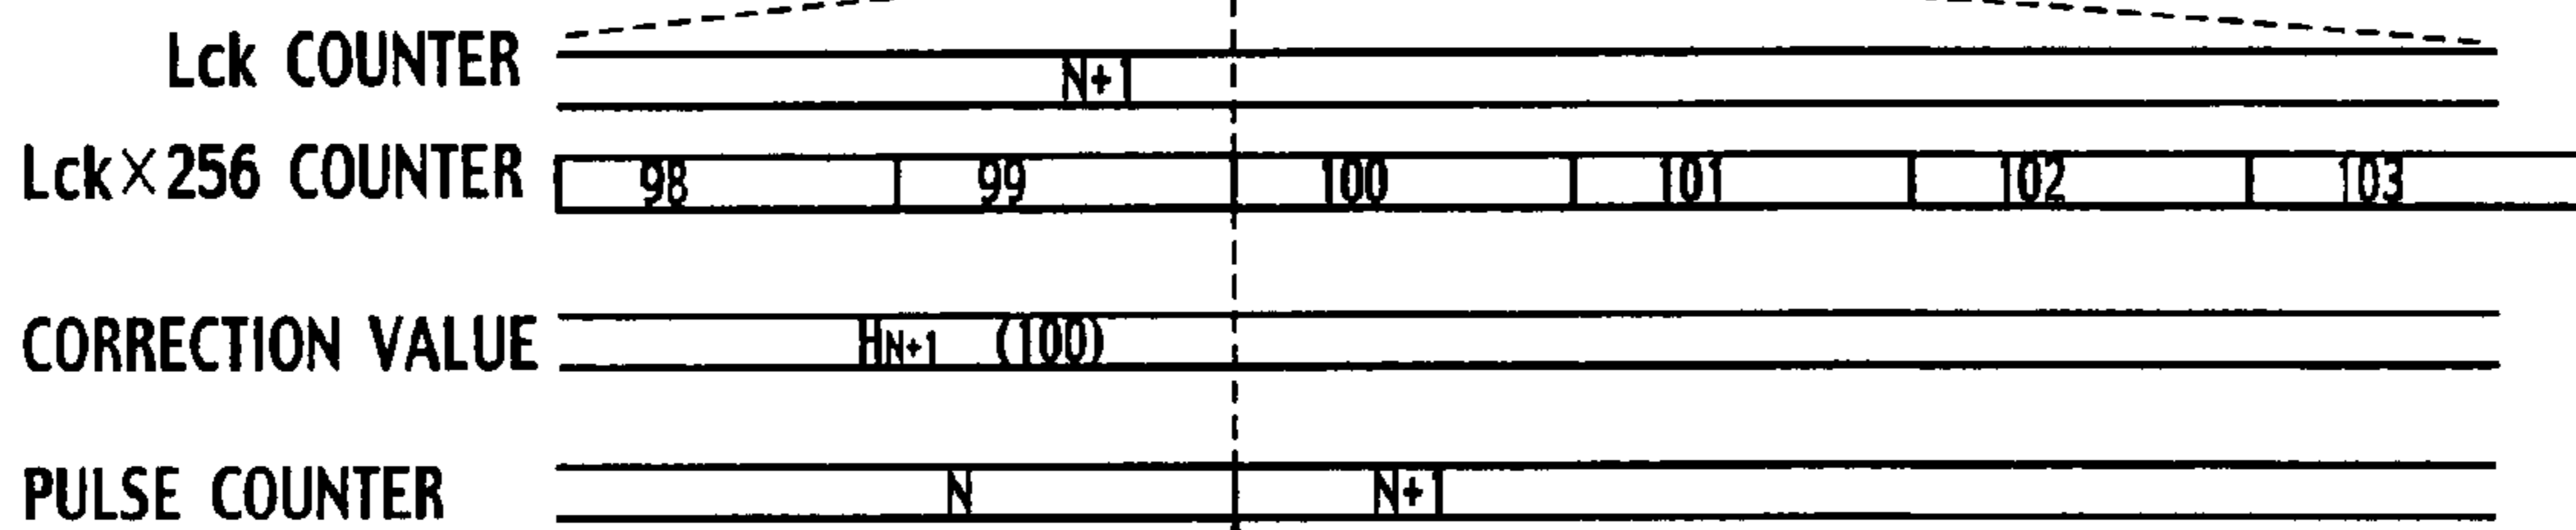 Lck COUNTER N+1
Lck×256 COUNTER 98 99 100 101 102 103
CORRECTION VALUE HN+1 (100)
PULSE COUNTER N N+1